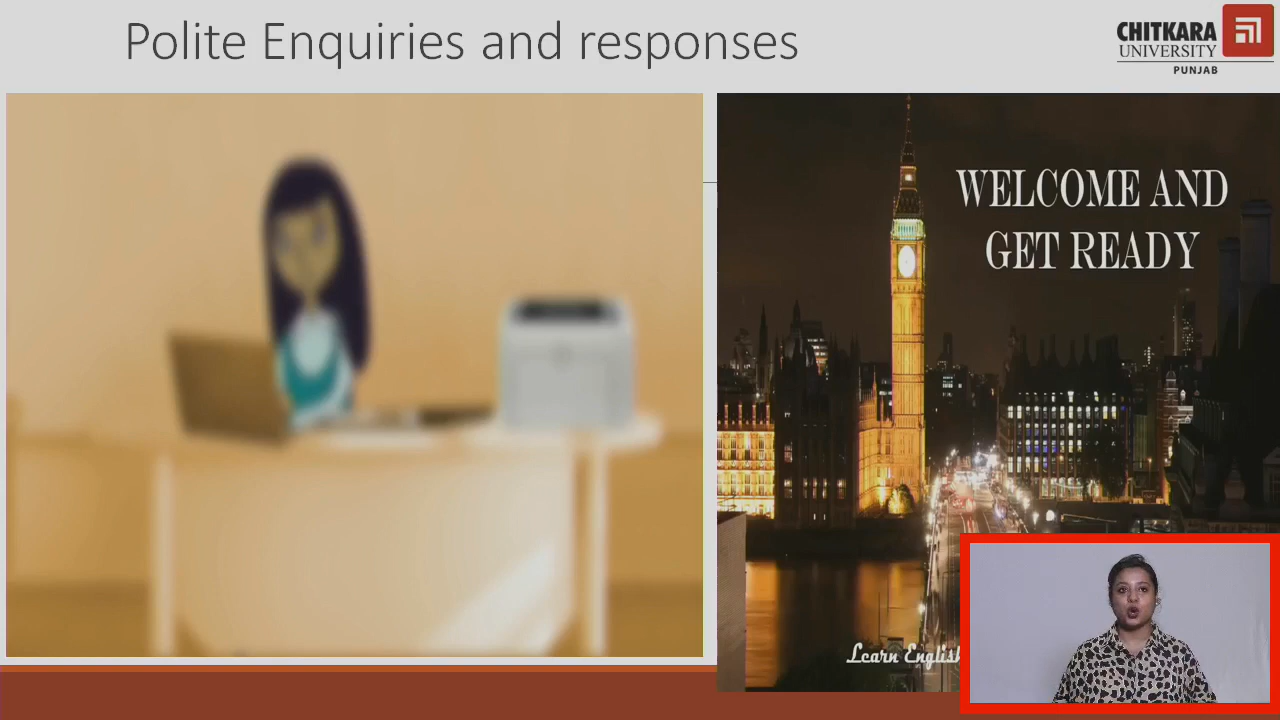 Polite Enquiries and responses
CHITKARA
UNIVERSITY
PUNJAB
WELCOME AND
GET READY
Learn English